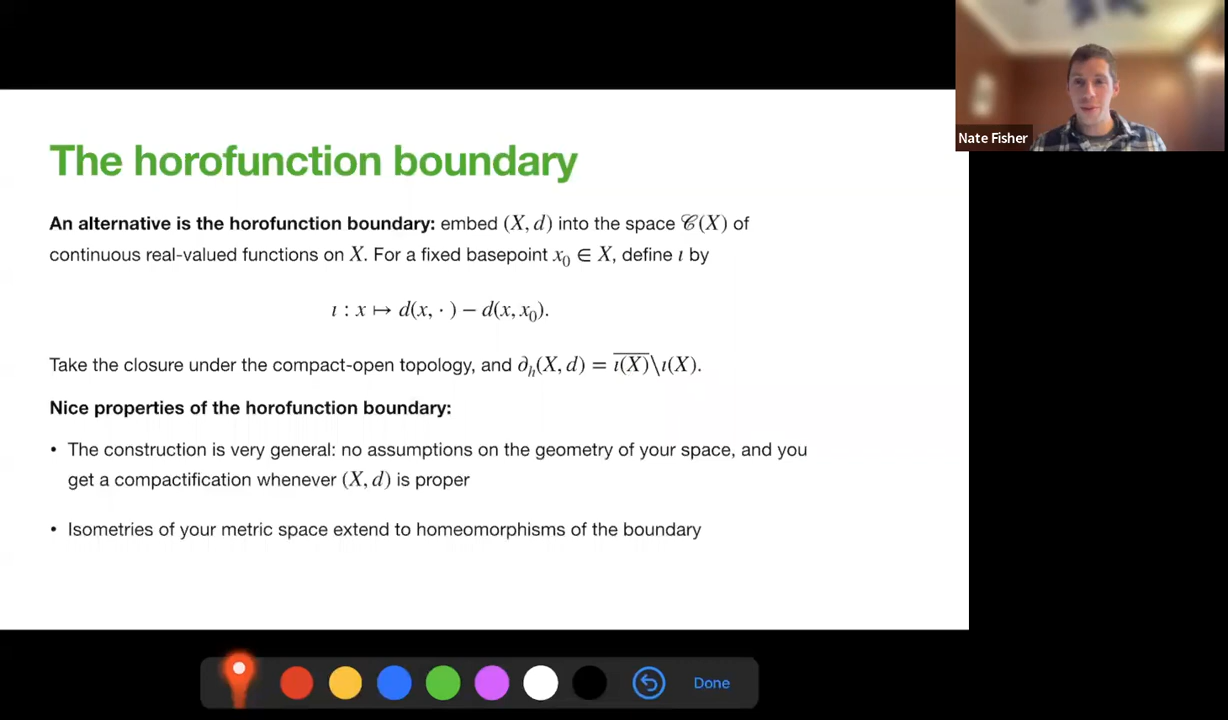 The horofunction boundary
An alternative is the horofunction boundary: embed (X, d) into the space 𝒞(X) of
continuous real-valued functions on X. For a fixed basepoint x₀ ∈ X, define ι by
ι : x ↦ d(x, · ) − d(x, x₀).
Take the closure under the compact-open topology, and ∂ₕ(X, d) = \overline{ι(X)}\ι(X).
Nice properties of the horofunction boundary:
• The construction is very general: no assumptions on the geometry of your space, and you
get a compactification whenever (X, d) is proper
• Isometries of your metric space extend to homeomorphisms of the boundary
Nate Fisher
Done